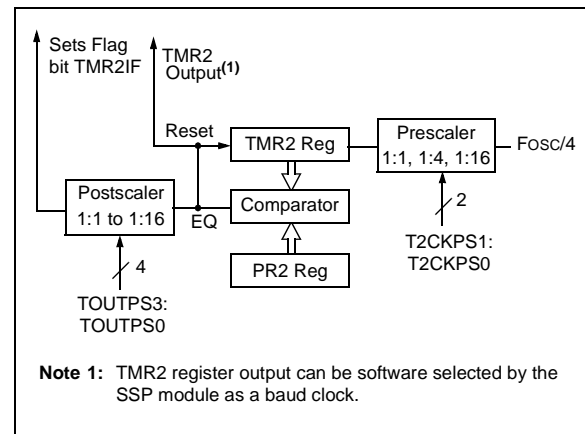 Sets Flag
bit TMR2IF
TMR2
Output(1)
Reset
TMR2 Reg
Prescaler
1:1, 1:4, 1:16
FOSC/4
Postscaler
1:1 to 1:16
EQ
Comparator
2
4
PR2 Reg
T2CKPS1:
T2CKPS0
TOUTPS3:
TOUTPS0
Note 1: TMR2 register output can be software selected by the
SSP module as a baud clock.